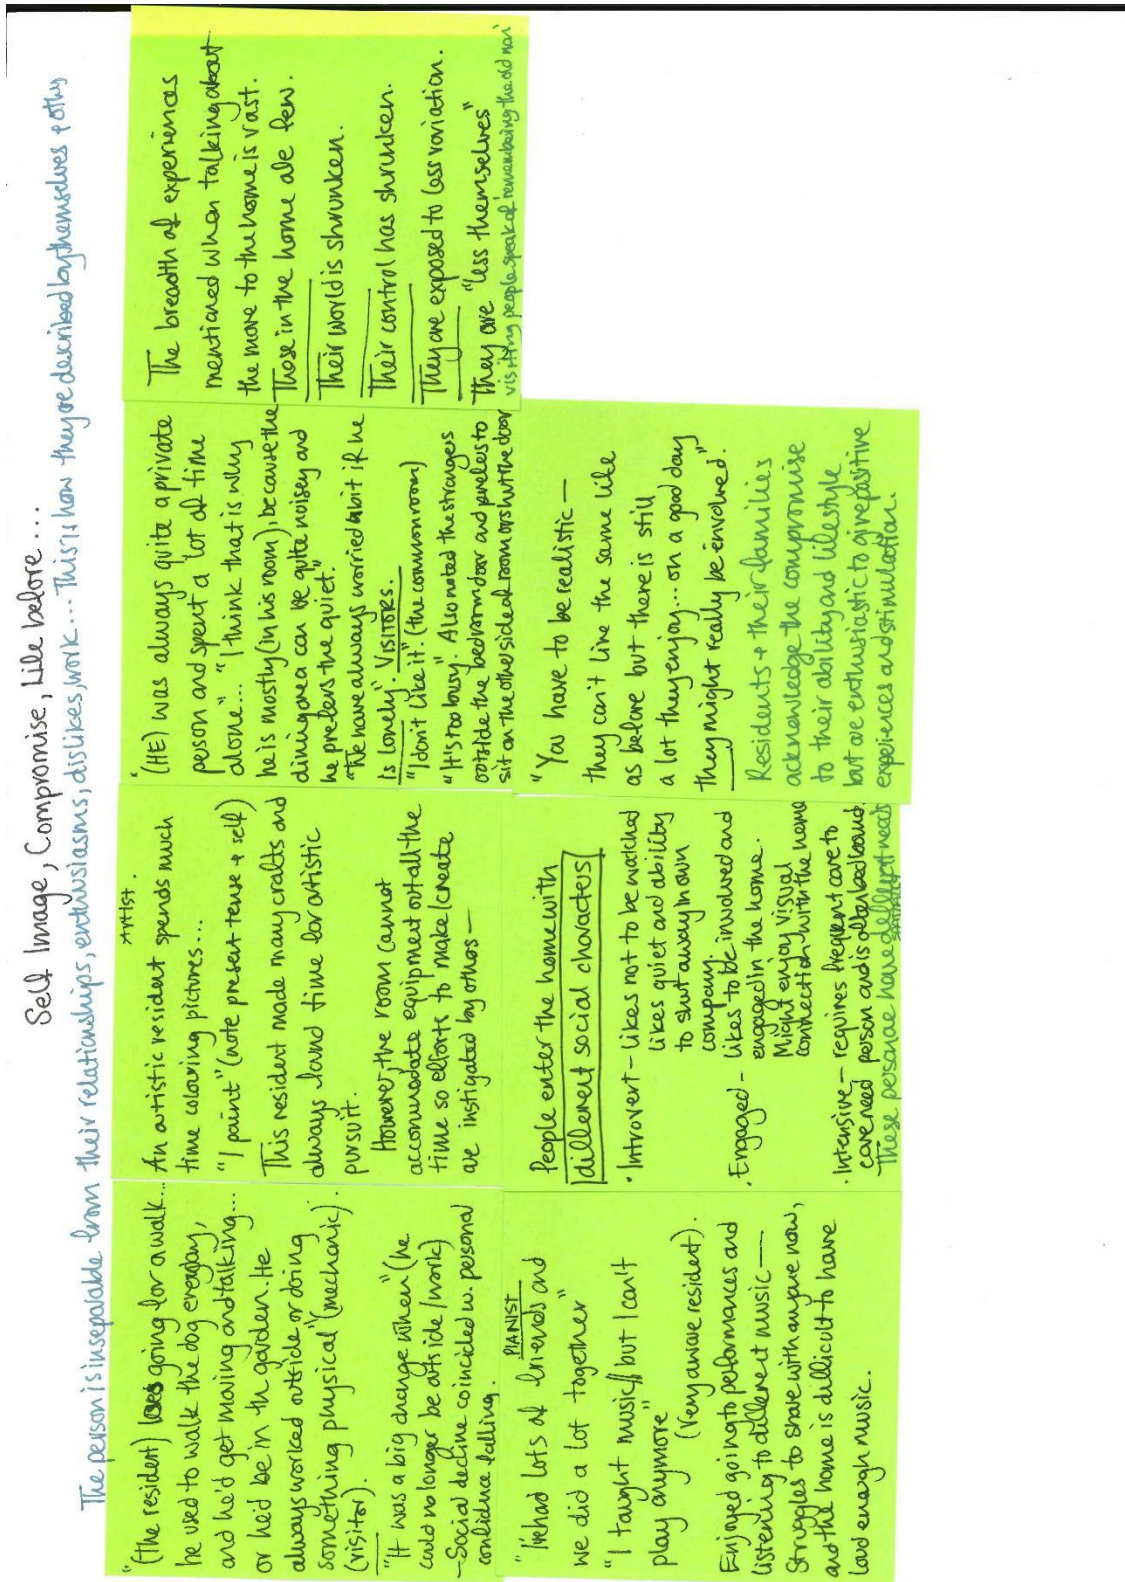 Self Image, Compromise, Life before...
The person is inseparable from their relationships, enthusiasms, dislikes, work... This is how they're described by themselves + others
"(the resident) loves going for a walk...
he used to walk the dog everyday,
and he'd get moving and talking...
or he'd be in the garden. He
always worked outside or doing
something physical" (mechanic).
(visitor).
"It was a big change when" (he
could no longer be outside / work)
- Social decline coincided w. personal
confidence falling.
Artist.
An artistic resident spends much
time colouring pictures...
"I paint" (note present tense + self)
This resident made many crafts and
always found time for artistic
pursuit.
However, the room cannot
accommodate equipment out all the
time so efforts to make/create
are instigated by others —
"(HE) was always quite a private
person and spent a lot of time
alone..." "I think that is why
he is mostly (in his room), because the
dining area can be quite noisey and
he prefers the quiet."
"We have always worried abit if he
is lonely". VISITORS.
"I don't like it". (the common room)
"It's to busy". Also noted the strangers
outside the bedroom door and prefers to
sit on the other side of room or shut the door
The breadth of experiences
mentioned when talking about
the move to the home is vast.
Those in the home are few.
Their world is shrunken.
Their control has shrunken.
They are exposed to less variation.
They are "less themselves"
visiting people speak of 'remembering the old man'
PIANIST
"I had lots of friends and
we did a lot together"
"I taught music but I can't
play anymore"
(Very aware resident).
Enjoyed going to performances and
listening to different music —
Struggles to share with anyone now,
and the home is difficult to have
loud enough music.
People enter the home with
different social characters
• Introvert - likes not to be watched
likes quiet and ability
to shut away in own
company.
• Engaged - likes to be involved and
engaged in the home.
Might enjoy visual
connection with the home
• Intensive - requires frequent care to
care need person and is often bedbound.
These personae have different needs
"You have to be realistic —
they can't live the same life
as before but there is still
a lot they enjoy... on a good day
they might really be envolved."
Residents + their families
acknowledge the compromise
to their ability and lifestyle
but are enthusiastic to give positive
experiences and stimulation.